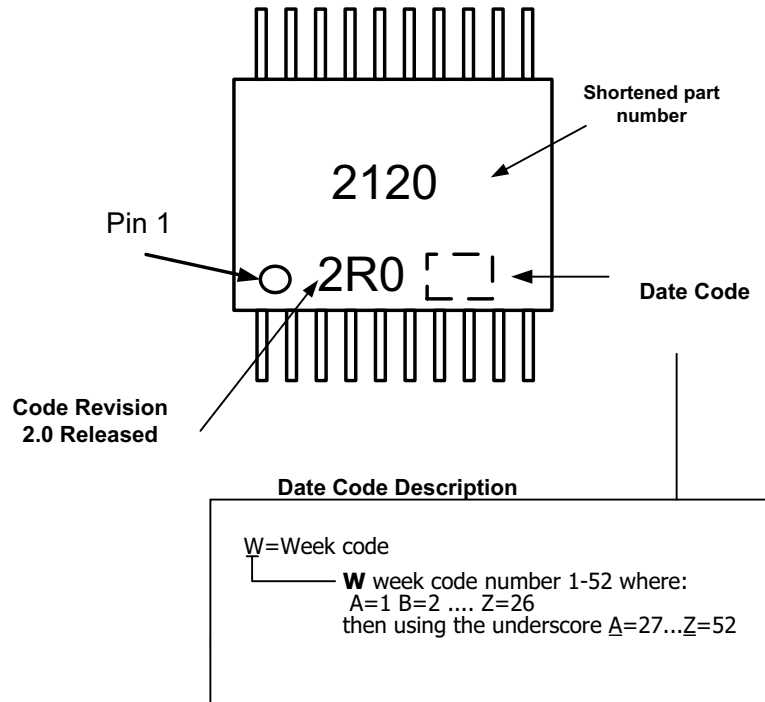 Shortened part
number
2120
Pin 1
2R0
Date Code
Code Revision
2.0 Released
Date Code Description
W=Week code
W week code number 1-52 where:
A=1 B=2 .... Z=26
then using the underscore A=27...Z=52